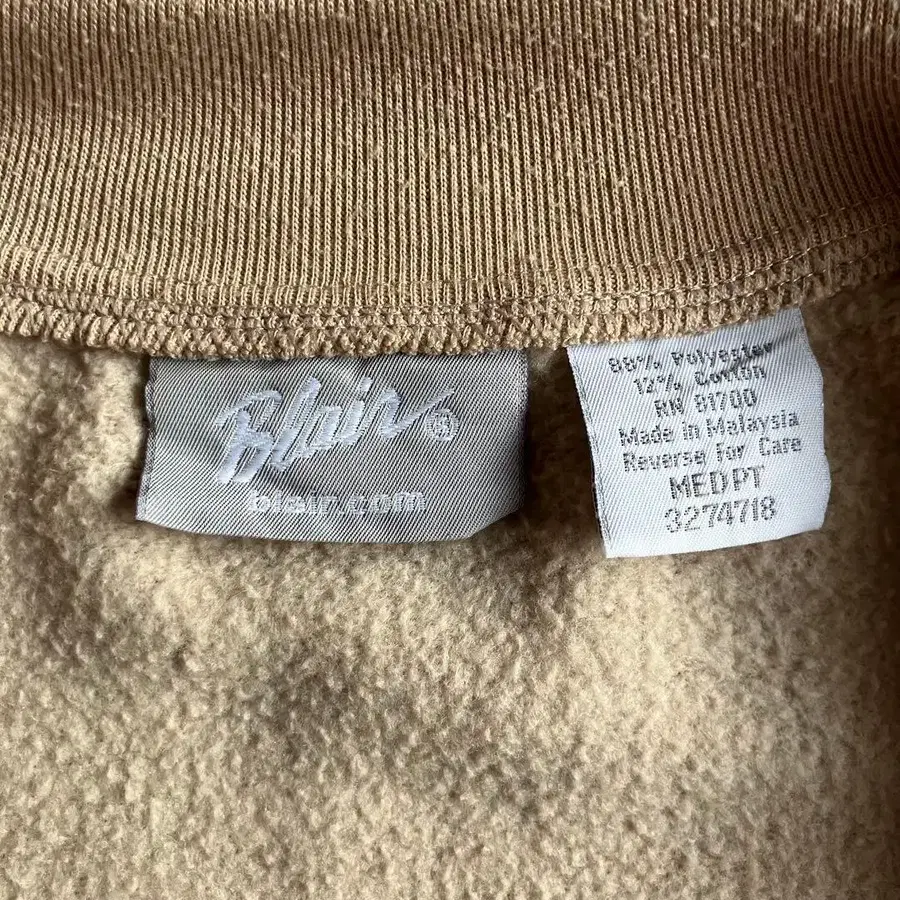 Blair®
blair.com
88% Polyester
12% Cotton
RN 81700
Made in Malaysia
Reverse For Care
MED PT
3274718